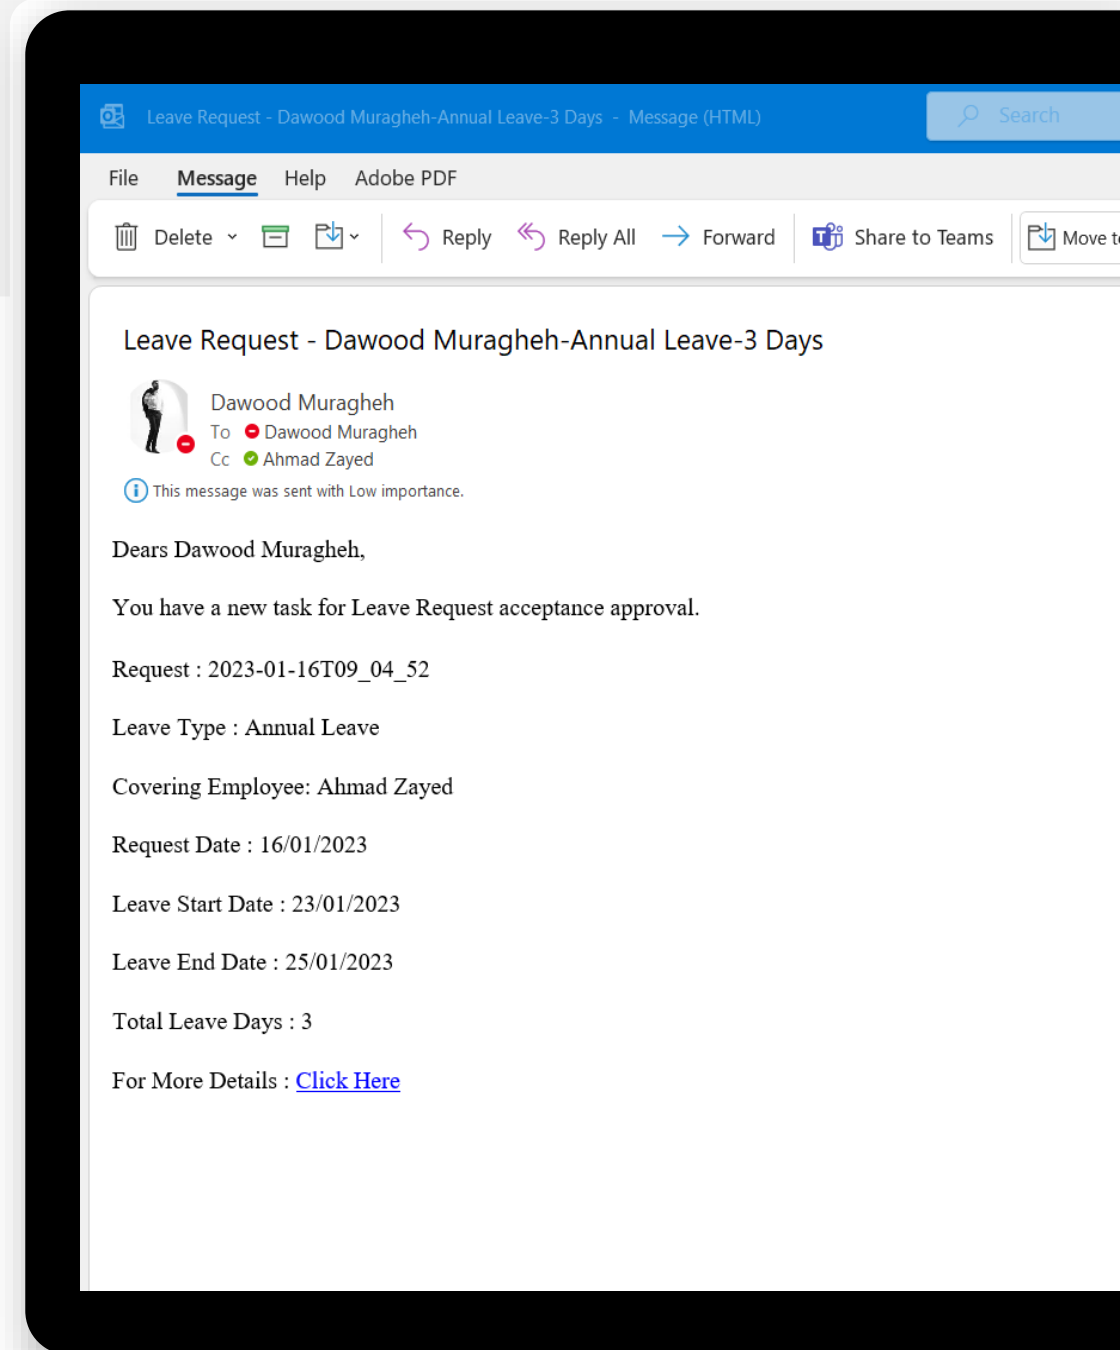 Leave Request - Dawood Muragheh-Annual Leave-3 Days - Message (HTML)
Search
File Message Help Adobe PDF
Delete Reply Reply All Forward Share to Teams Move to
Leave Request - Dawood Muragheh-Annual Leave-3 Days
Dawood Muragheh
To Dawood Muragheh
Cc Ahmad Zayed
This message was sent with Low importance.
Dears Dawood Muragheh,
You have a new task for Leave Request acceptance approval.
Request : 2023-01-16T09_04_52
Leave Type : Annual Leave
Covering Employee: Ahmad Zayed
Request Date : 16/01/2023
Leave Start Date : 23/01/2023
Leave End Date : 25/01/2023
Total Leave Days : 3
For More Details : Click Here